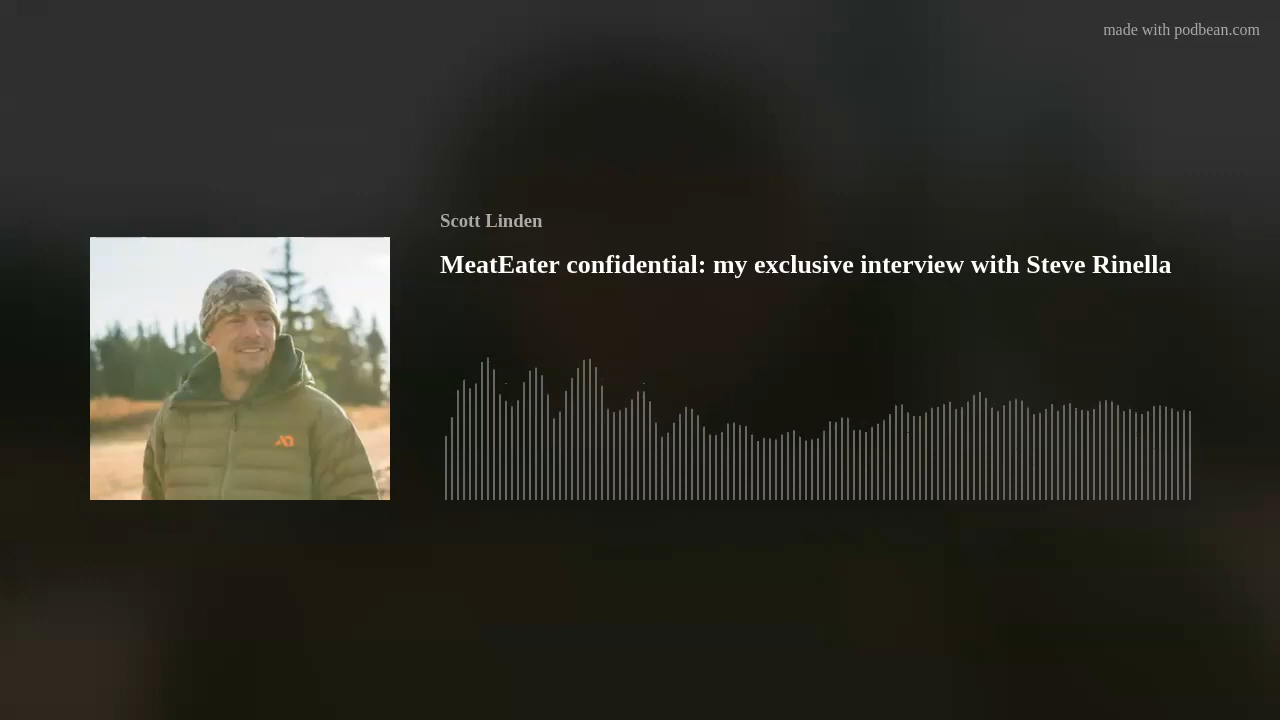 made with podbean.com
Scott Linden
MeatEater confidential: my exclusive interview with Steve Rinella